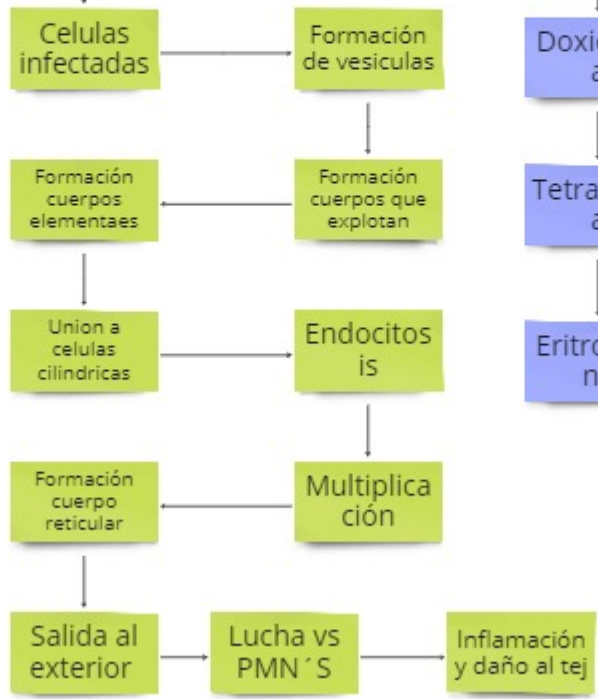 Celulas
infectadas
Formación
de vesiculas
Formación
cuerpos que
explotan
Formación
cuerpos
elementaes
Union a
celulas
cilindricas
Endocitos
is
Multiplica
ción
Formación
cuerpo
reticular
Salida al
exterior
Lucha vs
PMN´S
Inflamación
y daño al tej